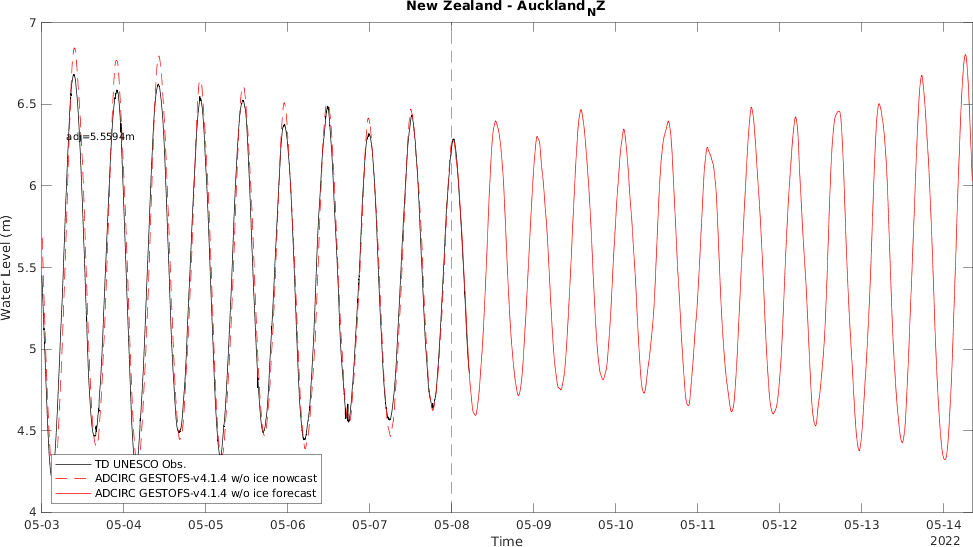 New Zealand - Auckland_NZ
7
6.5
6
5.5
5
4.5
4
Water Level (m)
adj=5.5594m
TD UNESCO Obs.
ADCIRC GESTOFS-v4.1.4 w/o ice nowcast
ADCIRC GESTOFS-v4.1.4 w/o ice forecast
05-03 05-04 05-05 05-06 05-07 05-08 05-09 05-10 05-11 05-12 05-13 05-14
Time
2022